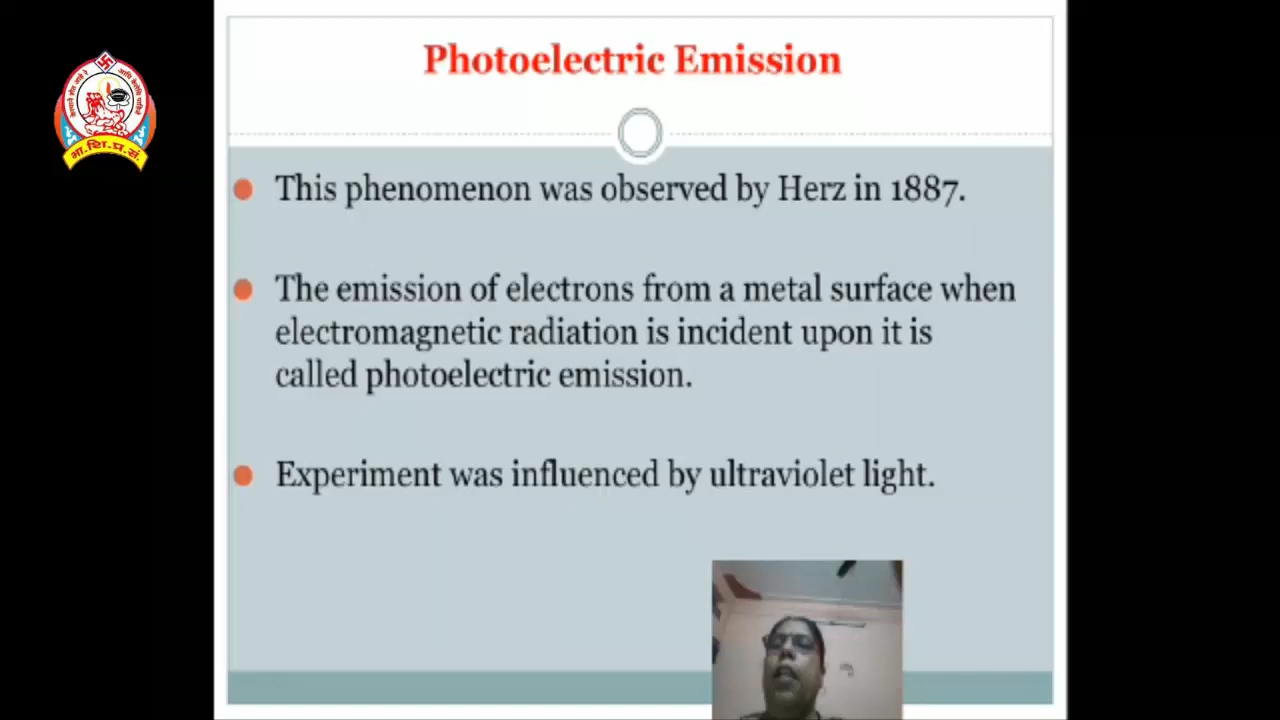 Photoelectric Emission
भा.शि.प्र.सं.
This phenomenon was observed by Herz in 1887.
The emission of electrons from a metal surface when
electromagnetic radiation is incident upon it is
called photoelectric emission.
Experiment was influenced by ultraviolet light.